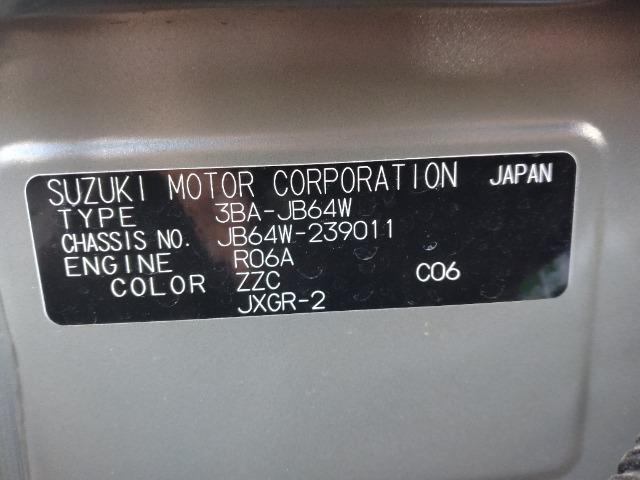 SUZUKI MOTOR CORPORATION JAPAN
TYPE 3BA-JB64W
CHASSIS NO. JB64W-239011
ENGINE R06A
COLOR ZZC C06
JXGR-2